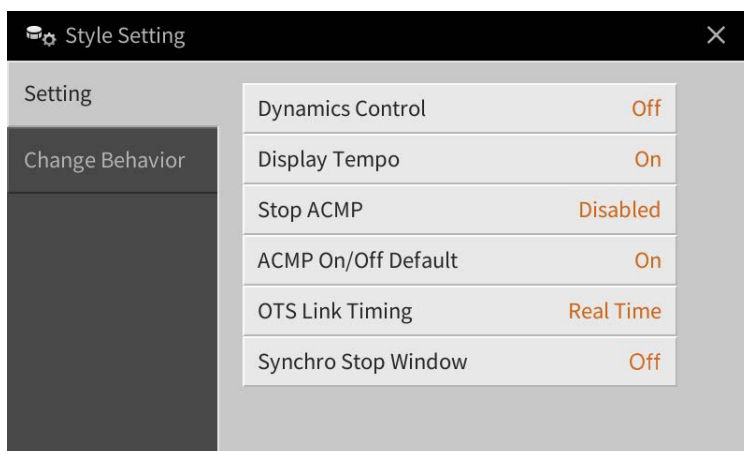 Style Setting
Setting
Change Behavior
Dynamics Control Off
Display Tempo On
Stop ACMP Disabled
ACMP On/Off Default On
OTS Link Timing Real Time
Synchro Stop Window Off